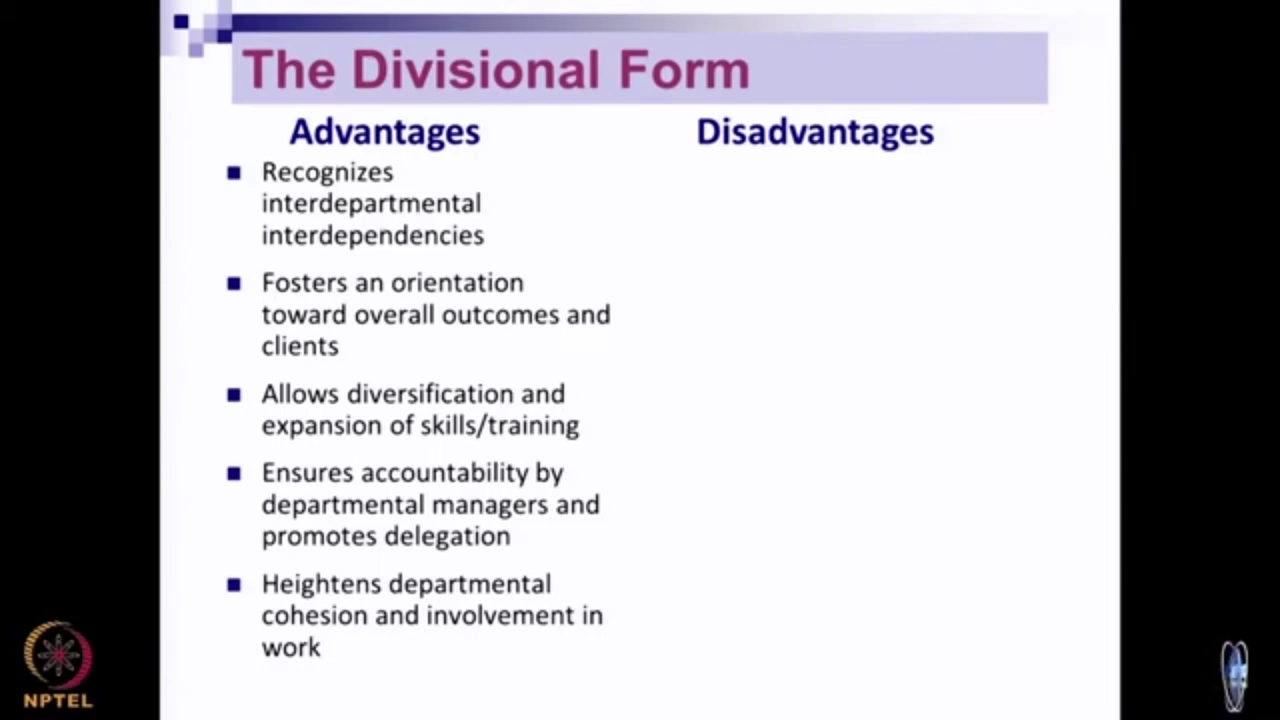 The Divisional Form
Advantages
Disadvantages
Recognizes
interdepartmental
interdependencies
Fosters an orientation
toward overall outcomes and
clients
Allows diversification and
expansion of skills/training
Ensures accountability by
departmental managers and
promotes delegation
Heightens departmental
cohesion and involvement in
work
NPTEL